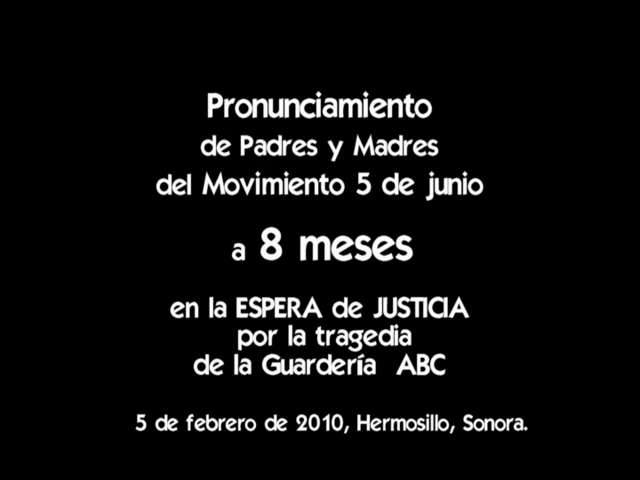 Pronunciamiento
de Padres y Madres
del Movimiento 5 de junio
a 8 meses
en la ESPERA de JUSTICIA
por la tragedia
de la Guardería ABC
5 de febrero de 2010, Hermosillo, Sonora.